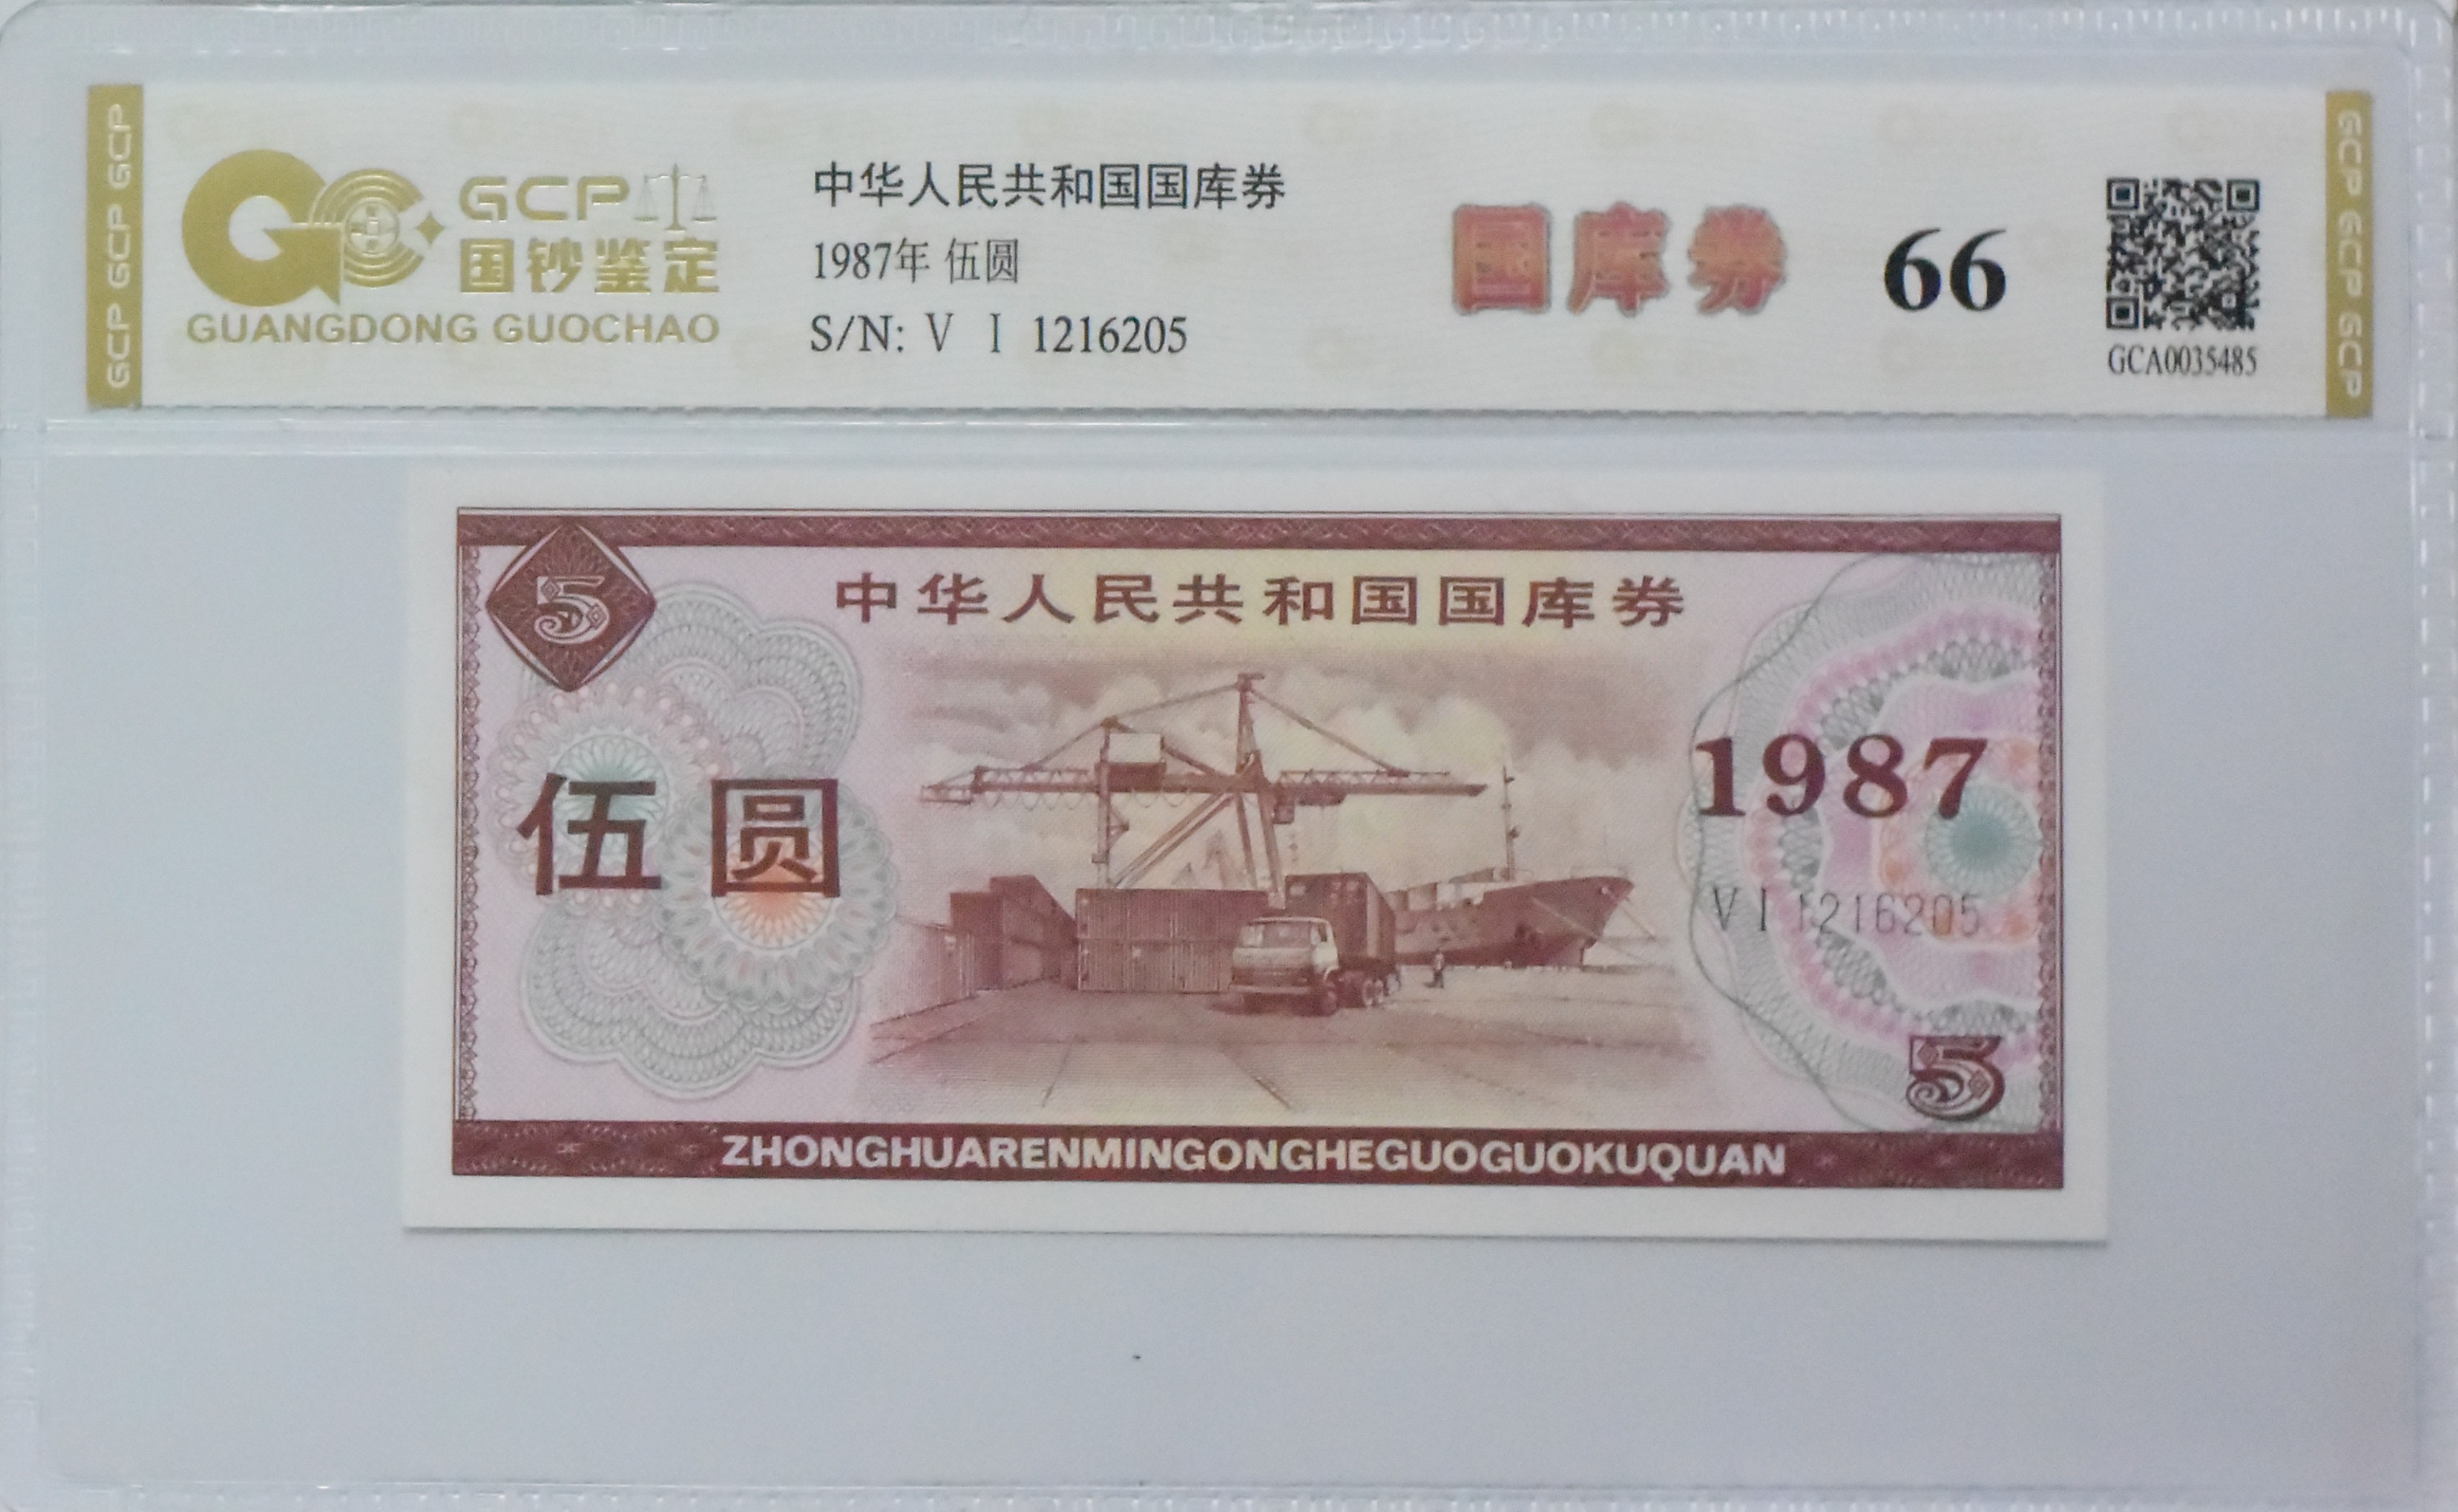 GCP GCP GCP
GCP
国钞鉴定
GUANGDONG GUOCHAO
中华人民共和国国库券
1987年 伍圆
S/N: V I 1216205
国库券
66
GCA0035485
GCP GCP GCP
5
中华人民共和国国库券
伍圆
1987
V I 1216205
5
ZHONGHUARENMINGONGHEGUOGUOKUQUAN